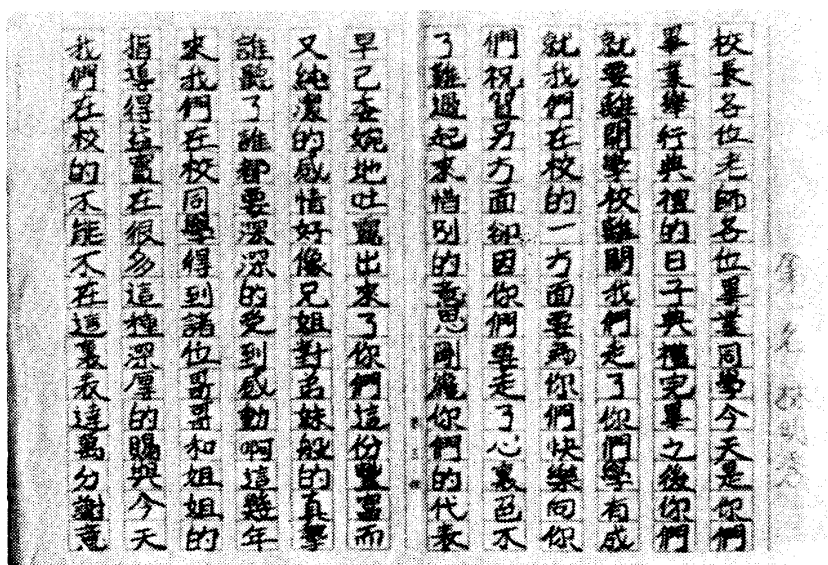 校長各位老師各位畢業同學今天是你們
畢業舉行典禮的日子典禮完畢之後你們
就要離開學校離開我們走了你們學有成
就我們在校的一方面要為你們快樂向你
們祝賀另方面卻因你們要走了心裏邑不
了難過起來惜別的意思剛纔你們的代表
早已委婉地吐露出來了你們這份豐富而
又純潔的感情好像兄姐對弟妹般的真摯
誰聽了誰都要深深的受到感動啊這幾年
來我們在校同學得到諸位哥哥和姐姐的
指導得益實在很多這種深厚的賜與今天
我們在校的不能不在這裏表達萬分謝意